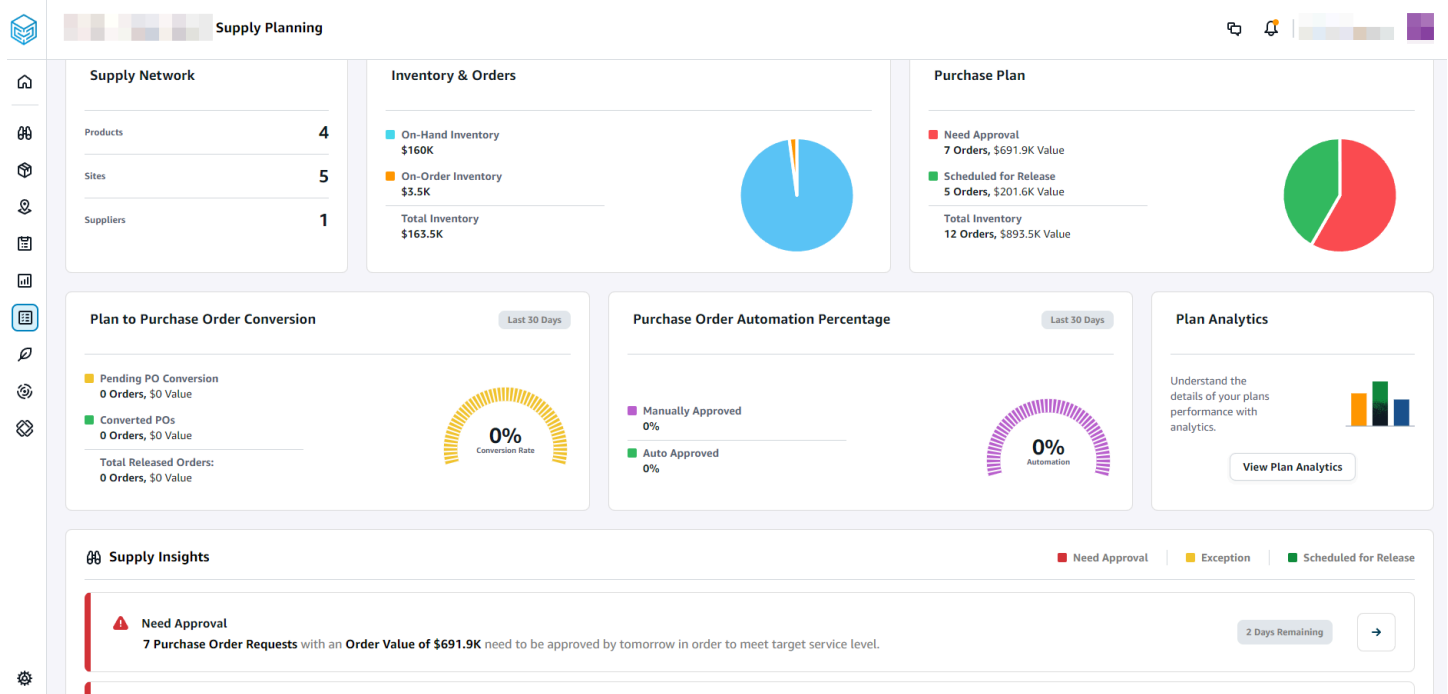 Supply Planning
Supply Network
Products 4
Sites 5
Suppliers 1
Inventory & Orders
On-Hand Inventory
$160K
On-Order Inventory
$3.5K
Total Inventory
$163.5K
Purchase Plan
Need Approval
7 Orders, $691.9K Value
Scheduled for Release
5 Orders, $201.6K Value
Total Inventory
12 Orders, $893.5K Value
Plan to Purchase Order Conversion
Last 30 Days
Pending PO Conversion
0 Orders, $0 Value
Converted POs
0 Orders, $0 Value
Total Released Orders:
0 Orders, $0 Value
0%
Conversion Rate
Purchase Order Automation Percentage
Last 30 Days
Manually Approved
0%
Auto Approved
0%
0%
Automation
Plan Analytics
Understand the
details of your plans
performance with
analytics.
View Plan Analytics
Supply Insights
Need Approval
Exception
Scheduled for Release
Need Approval
7 Purchase Order Requests with an Order Value of $691.9K need to be approved by tomorrow in order to meet target service level.
2 Days Remaining